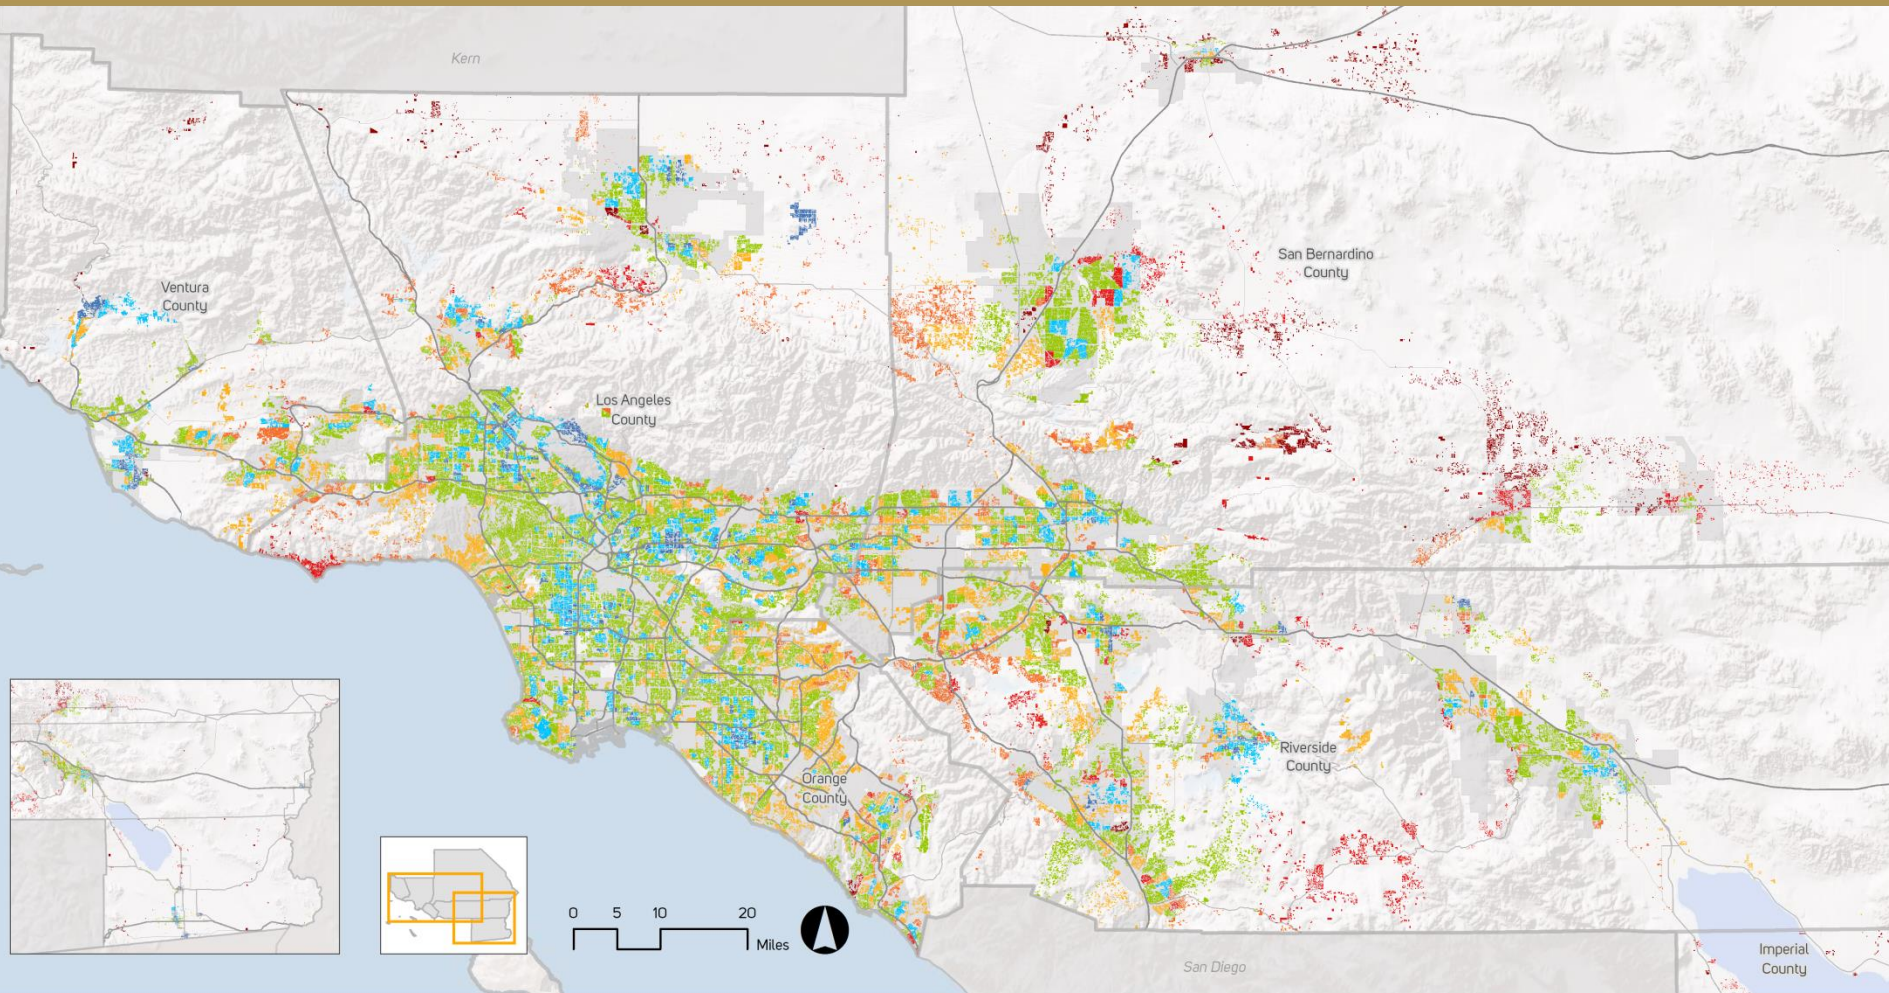 Kern
San Bernardino
County
Ventura
County
Los Angeles
County
Riverside
County
Orange
County
0 5 10 20
Miles
Imperial
County
San Diego